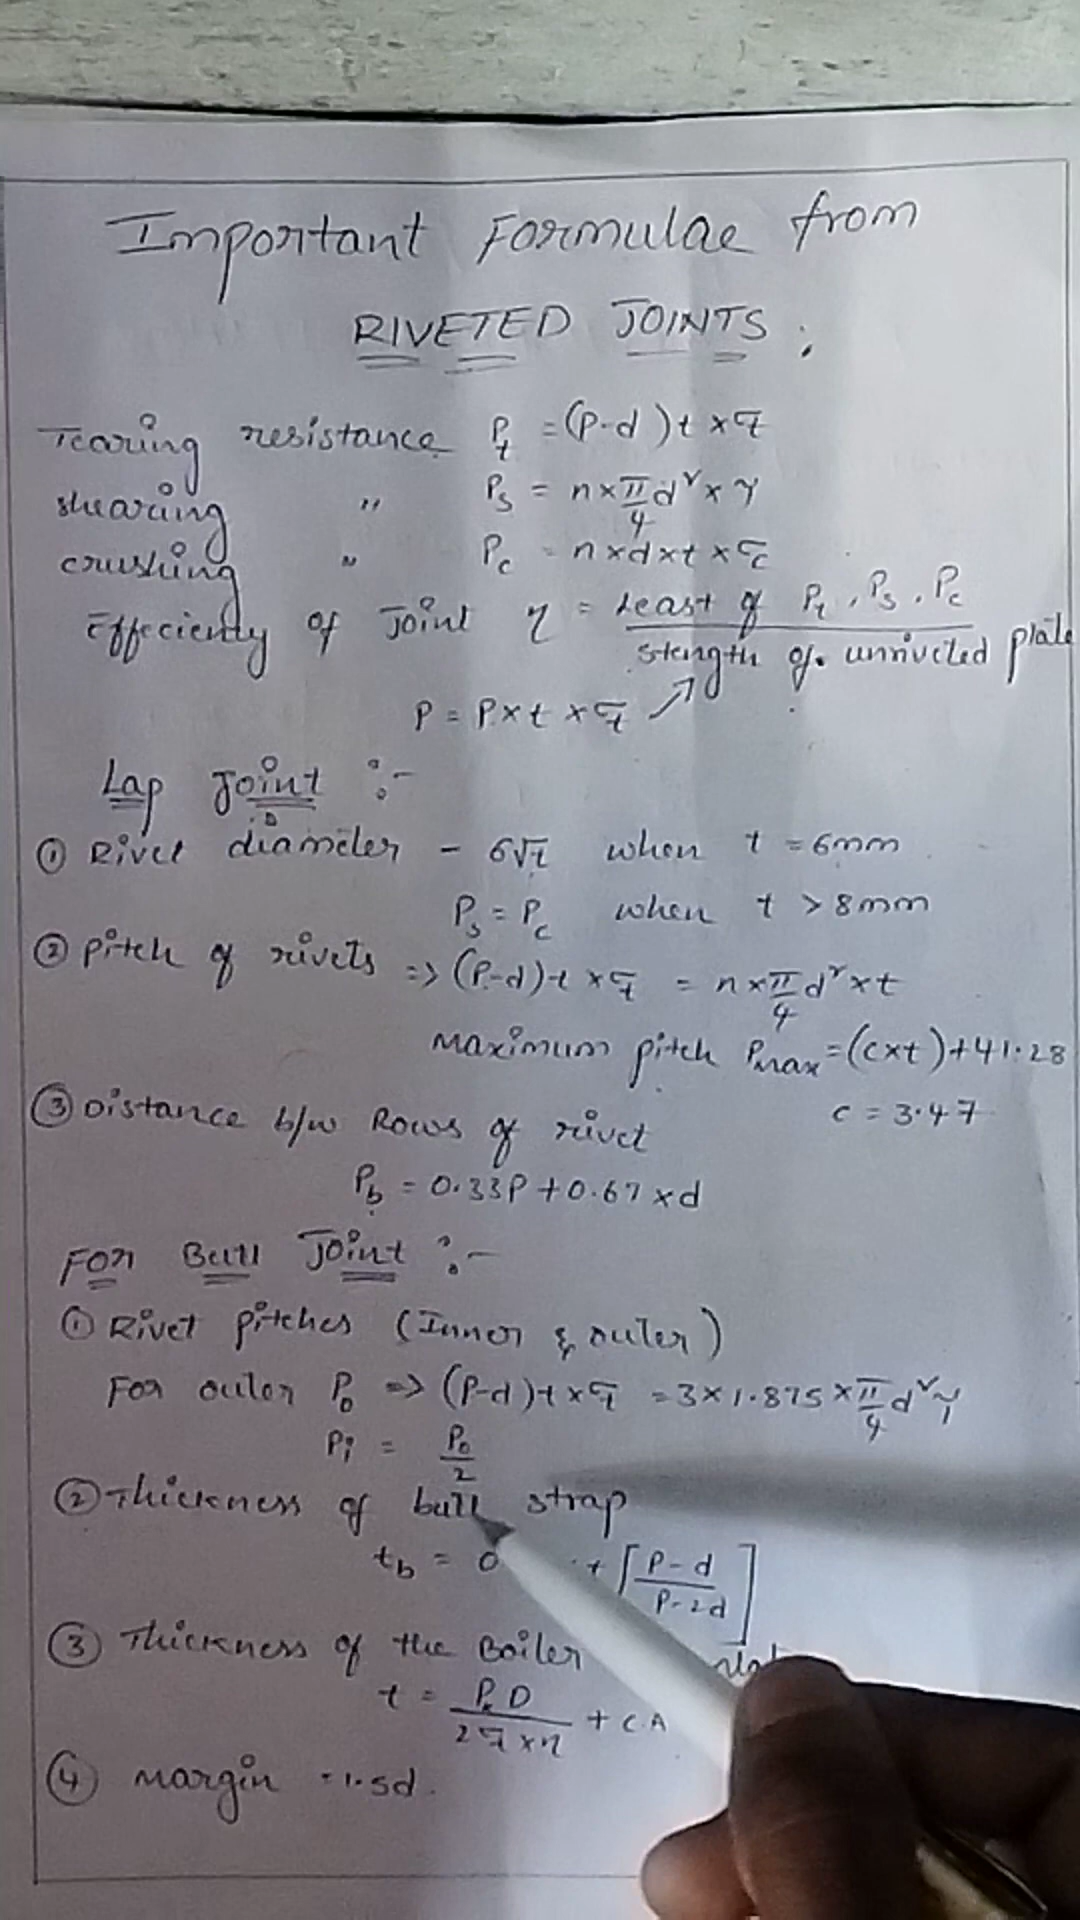 Important Formulae from
RIVETED JOINTS :
Tearing resistance Pt = (P-d)t×σt
shearing " Ps = n×π/4 d²×τ
crushing " Pc = n×d×t×σc
Effecienty of Joint η = Least of Pt, Ps, Pc / Stength of unriveted plate
P = P×t×σt
Lap Joint :-
① Rivet diameter - 6√t when t = 6mm
Ps = Pc when t > 8mm
② Pitch of rivets => (P-d)t×σt = n×π/4 d²×t
Maximum pitch Pmax = (c×t)+41.28
c = 3.47
③ Distance b/w Rows of rivet
Pb = 0.33P+0.67×d
For Butt Joint :-
① Rivet pitches (Inner & outer)
For outer Po => (P-d)t×σt = 3×1.875×π/4 d²τ
Pi = Po/2
② Thickness of butt strap
tb = 0 t [P-d / P-2d]
③ Thickness of the Boiler
t = P.D / 2σt×η + C.A
④ margin = 1.5d.